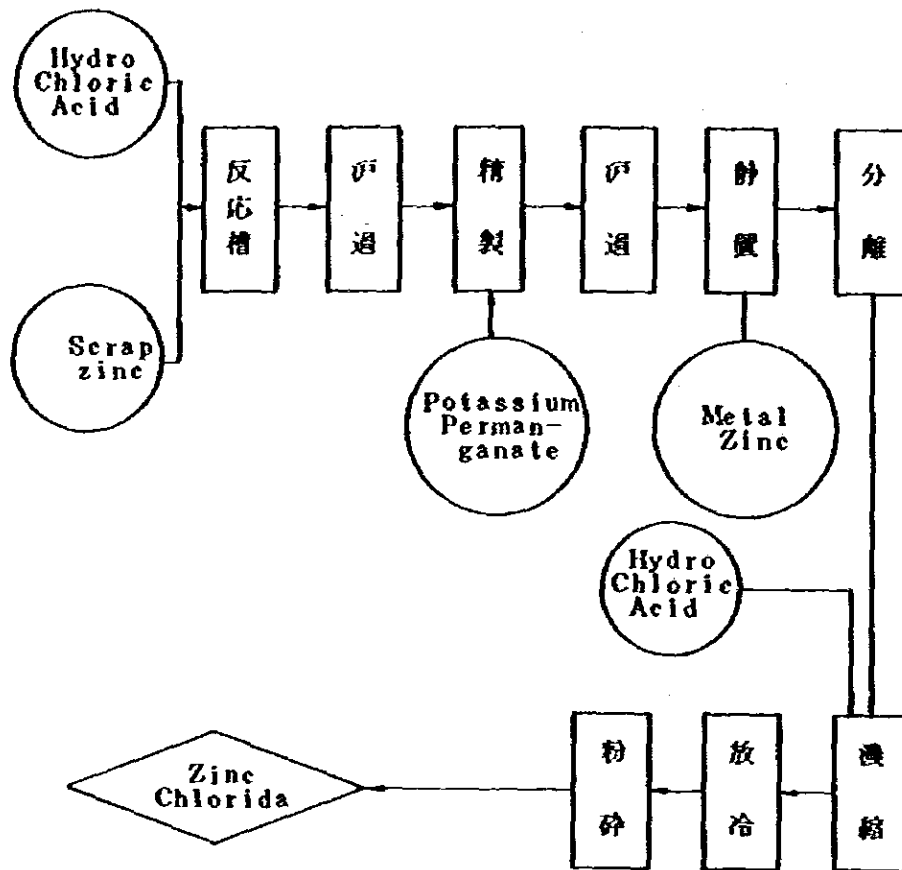 Hydro
Chloric
Acid
反応槽
沪過
精製
沪過
静置
分離
Scrap
zinc
Potassium
Perman-
ganate
Metal
Zinc
Hydro
Chloric
Acid
濃縮
放冷
粉砕
Zinc
Chlorida